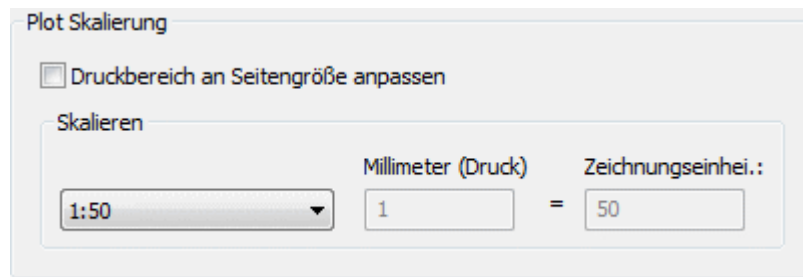 Plot Skalierung
Druckbereich an Seitengröße anpassen
Skalieren
Millimeter (Druck) Zeichnungseinhei.:
1:50 1 = 50